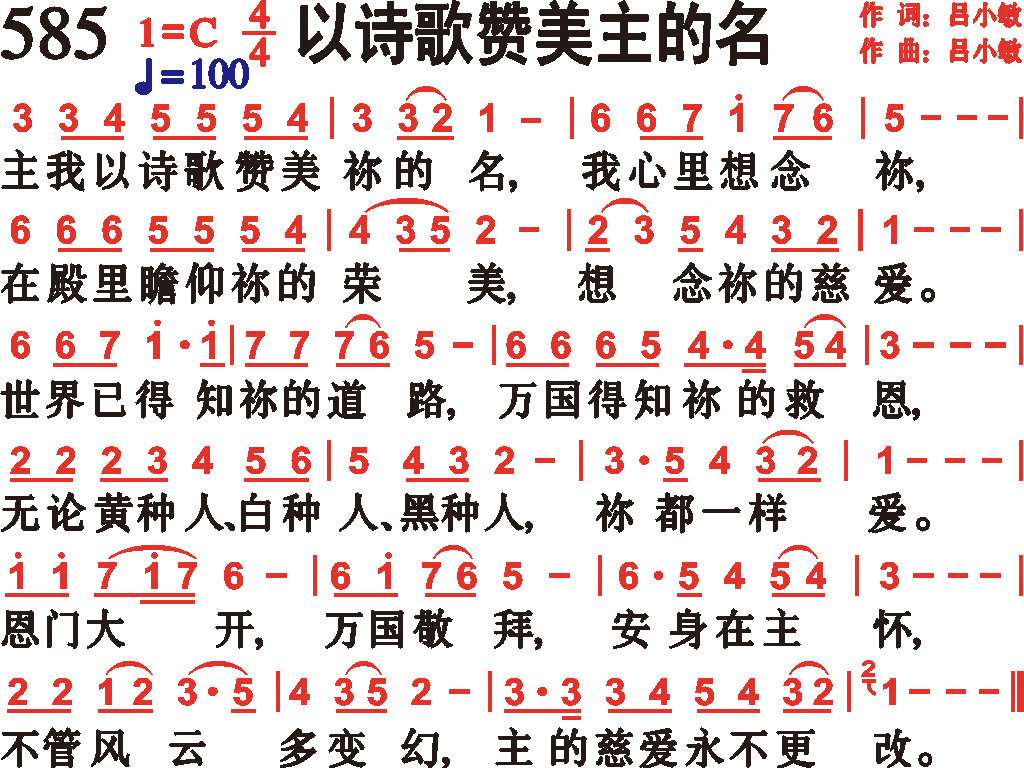 585 1=C 4/4 以诗歌赞美主的名 作 词: 吕小敏
♩=100 作 曲: 吕小敏
3 3 4 5 5 5 4 | 3 3 2 1 - | 6 6 7 i 7 6 | 5 - - - |
主我以诗歌赞美 祢的 名, 我心里想念 祢,
6 6 6 5 5 5 4 | 4 3 5 2 - | 2 3 5 4 3 2 | 1 - - - |
在殿里瞻仰祢的 荣 美, 想 念祢的慈 爱。
6 6 7 i · i | 7 7 7 6 5 - | 6 6 6 5 4 · 4 5 4 | 3 - - - |
世界已得 知祢的道 路, 万国得知祢 的救 恩,
2 2 2 3 4 5 6 | 5 4 3 2 - | 3 · 5 4 3 2 | 1 - - - |
无论黄种人、白种 人、黑种人, 祢 都一样 爱。
i i 7 i 7 6 - | 6 i 7 6 5 - | 6 · 5 4 5 4 | 3 - - - |
恩门大 开, 万国敬 拜, 安 身在主 怀,
2 2 1 2 3 · 5 | 4 3 5 2 - | 3 · 3 3 4 5 4 3 2 | 2 1 - - - ‖
不管风 云 多变 幻, 主 的慈爱永不更 改。